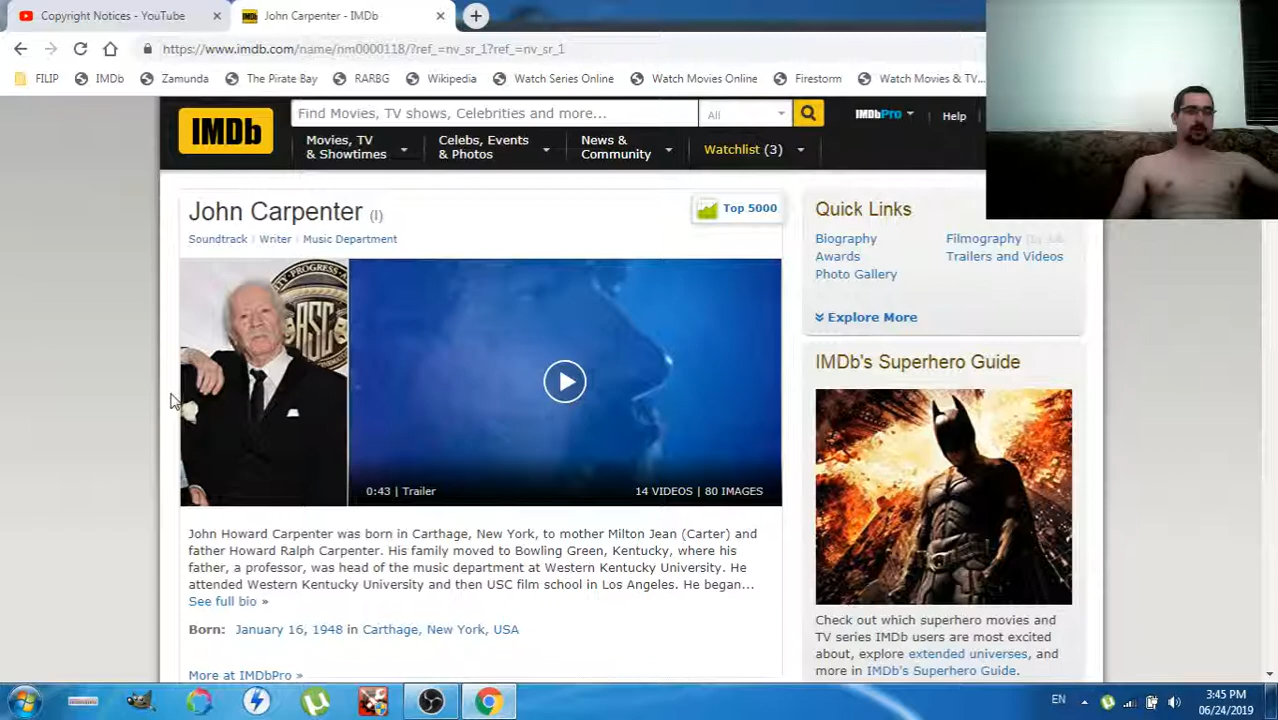 Copyright Notices - YouTube
John Carpenter - IMDb
https://www.imdb.com/name/nm0000118/?ref_=nv_sr_1?ref_=nv_sr_1
FILIP IMDb Zamunda The Pirate Bay RARBG Wikipedia Watch Series Online Watch Movies Online Firestorm Watch Movies & TV...
IMDb
Find Movies, TV shows, Celebrities and more...
All
IMDbPro
Help
Movies, TV & Showtimes
Celebs, Events & Photos
News & Community
Watchlist (3)
John Carpenter (I)
Top 5000
Soundtrack | Writer | Music Department
ASC
0:43 | Trailer
14 VIDEOS | 80 IMAGES
John Howard Carpenter was born in Carthage, New York, to mother Milton Jean (Carter) and
father Howard Ralph Carpenter. His family moved to Bowling Green, Kentucky, where his
father, a professor, was head of the music department at Western Kentucky University. He
attended Western Kentucky University and then USC film school in Los Angeles. He began...
See full bio »
Born: January 16, 1948 in Carthage, New York, USA
More at IMDbPro »
Quick Links
Biography
Filmography
Awards
Trailers and Videos
Photo Gallery
Explore More
IMDb's Superhero Guide
Check out which superhero movies and
TV series IMDb users are most excited
about, explore extended universes, and
more in IMDb's Superhero Guide.
EN
3:45 PM
06/24/2019